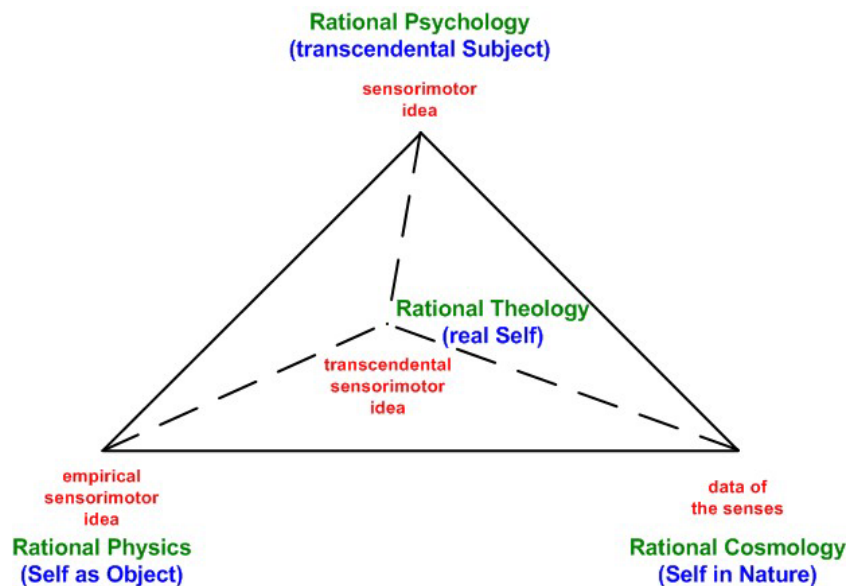 Rational Psychology
(transcendental Subject)
sensorimotor
idea
Rational Theology
(real Self)
transcendental
sensorimotor
idea
empirical
sensorimotor
idea
Rational Physics
(Self as Object)
data of
the senses
Rational Cosmology
(Self in Nature)